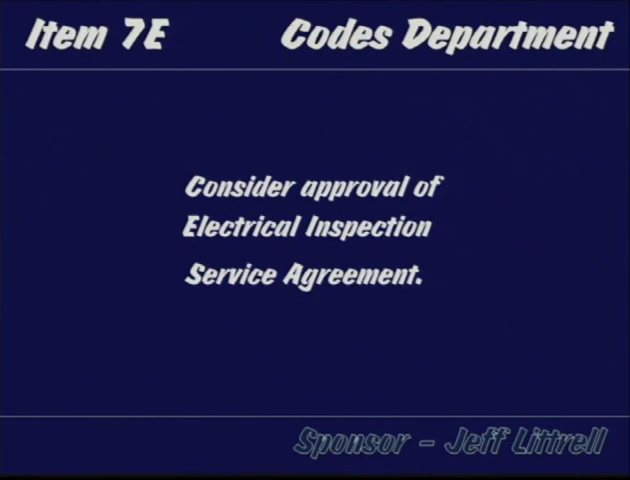 Item 7E Codes Department
Consider approval of
Electrical Inspection
Service Agreement.
Sponsor - Jeff Littrell